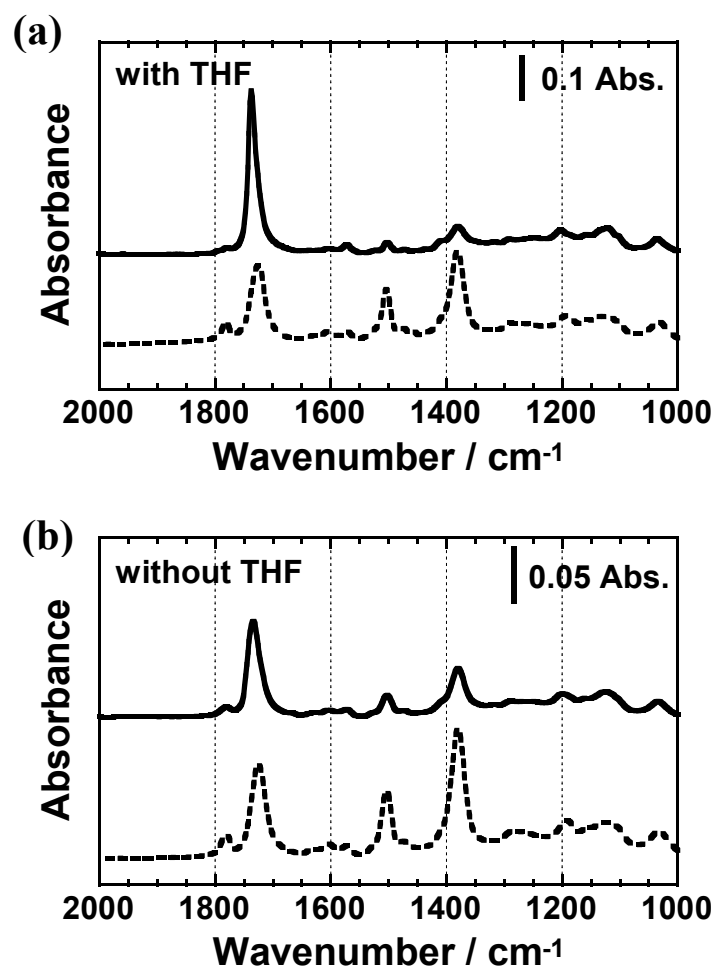 (a)
with THF
0.1 Abs.
Absorbance
2000 1800 1600 1400 1200 1000
Wavenumber / cm-1
(b)
without THF
0.05 Abs.
Absorbance
2000 1800 1600 1400 1200 1000
Wavenumber / cm-1